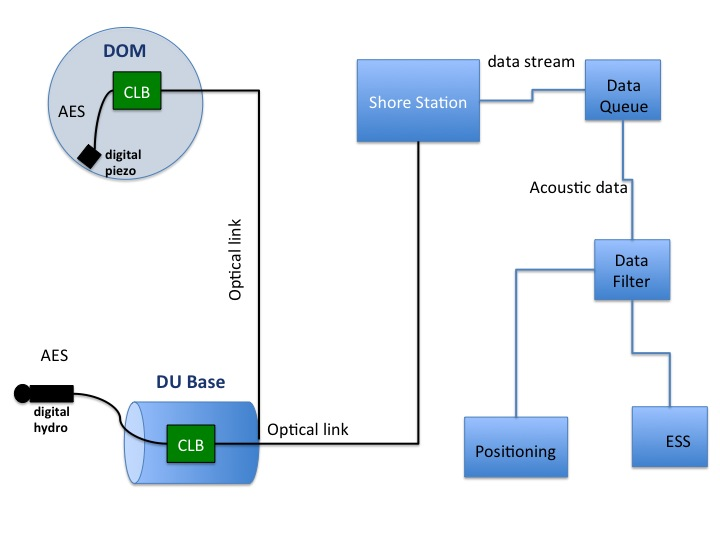 DOM
CLB
AES
digital
piezo
Optical link
AES
digital
hydro
DU Base
CLB
Optical link
Shore Station
data stream
Data
Queue
Acoustic data
Data
Filter
Positioning
ESS